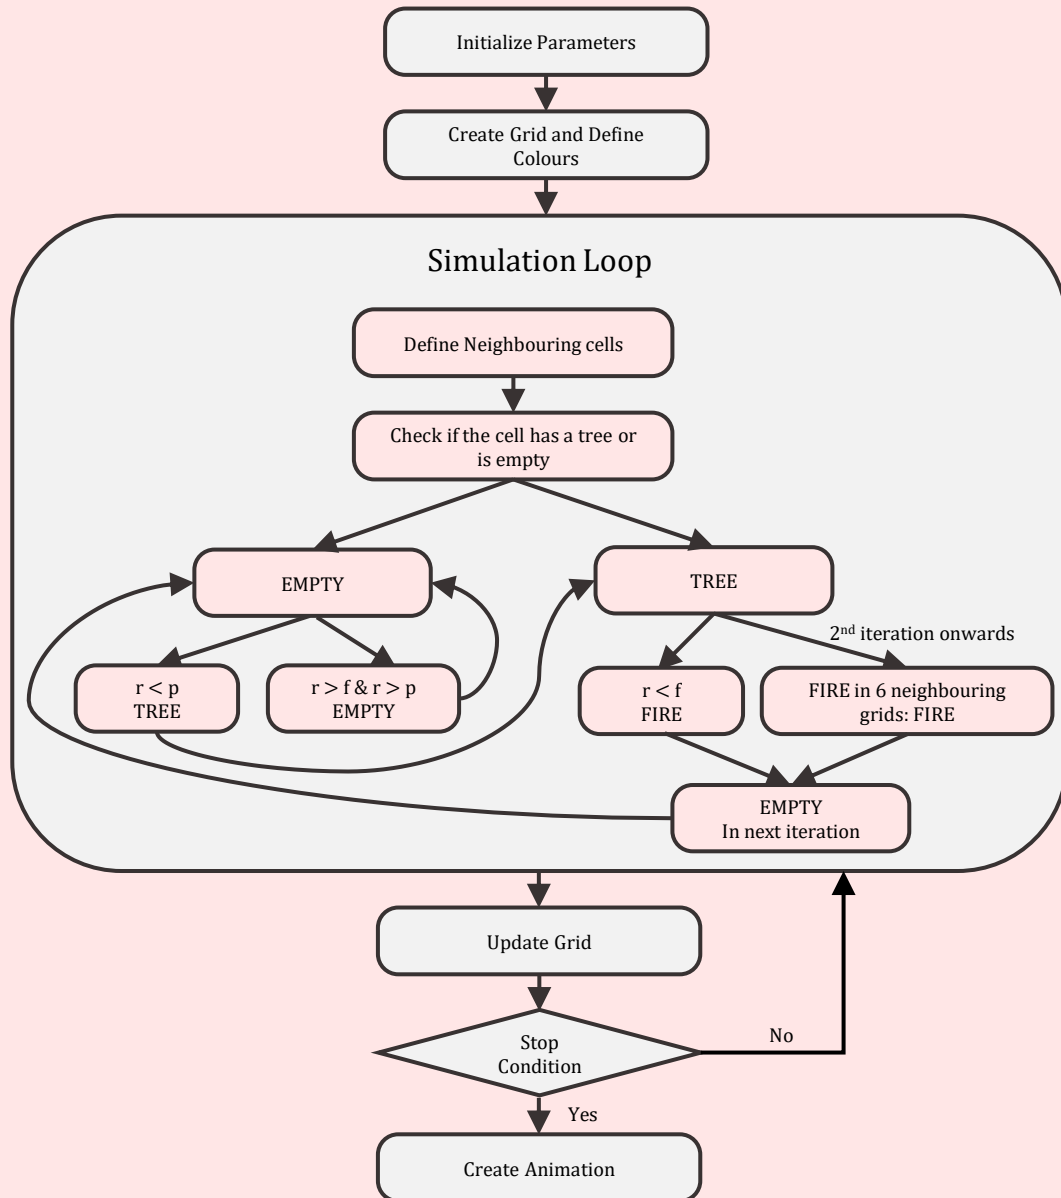 Initialize Parameters
Create Grid and Define
Colours
Simulation Loop
Define Neighbouring cells
Check if the cell has a tree or
is empty
EMPTY
TREE
2nd iteration onwards
r < p
TREE
r > f & r > p
EMPTY
r < f
FIRE
FIRE in 6 neighbouring
grids: FIRE
EMPTY
In next iteration
Update Grid
Stop
Condition
No
Yes
Create Animation